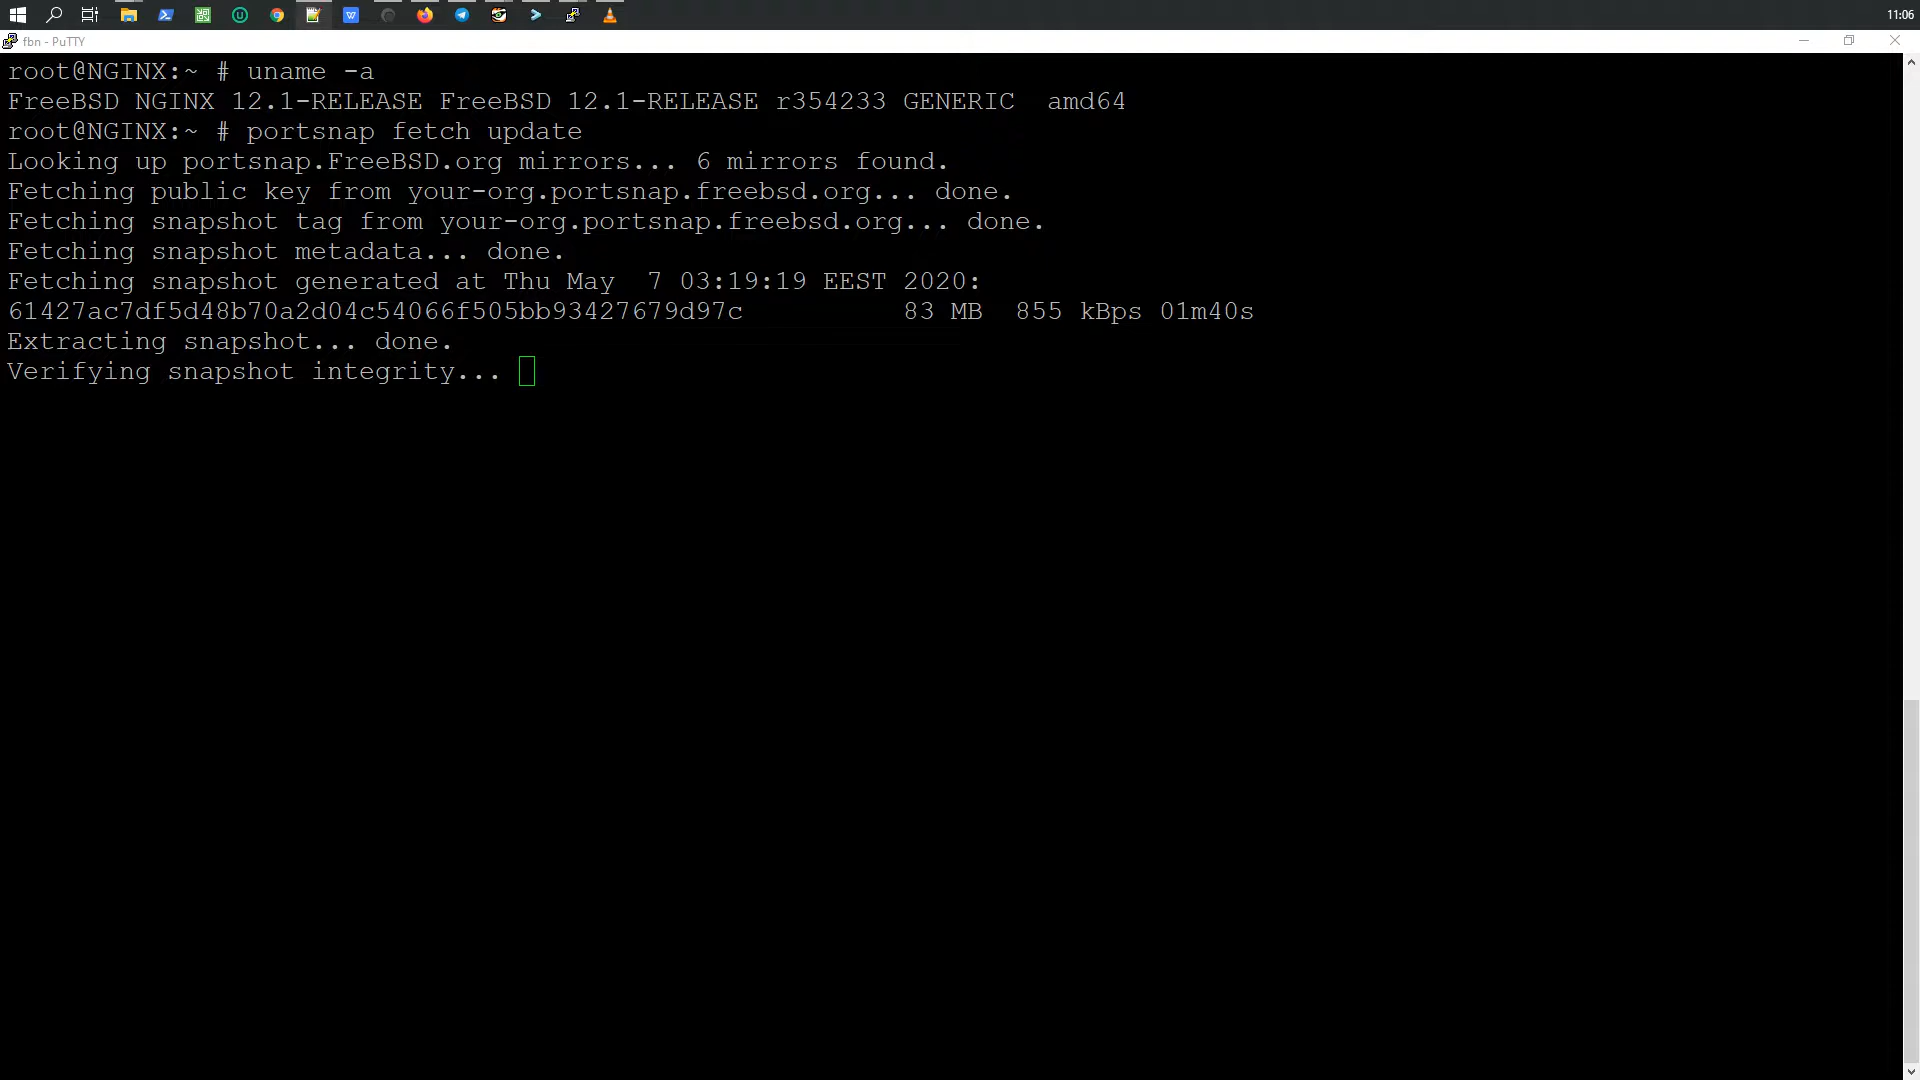 11:06
fbn - PuTTY
root@NGINX:~ # uname -a
FreeBSD NGINX 12.1-RELEASE FreeBSD 12.1-RELEASE r354233 GENERIC  amd64
root@NGINX:~ # portsnap fetch update
Looking up portsnap.FreeBSD.org mirrors... 6 mirrors found.
Fetching public key from your-org.portsnap.freebsd.org... done.
Fetching snapshot tag from your-org.portsnap.freebsd.org... done.
Fetching snapshot metadata... done.
Fetching snapshot generated at Thu May  7 03:19:19 EEST 2020:
61427ac7df5d48b70a2d04c54066f505bb93427679d97c          83 MB  855 kBps 01m40s
Extracting snapshot... done.
Verifying snapshot integrity...